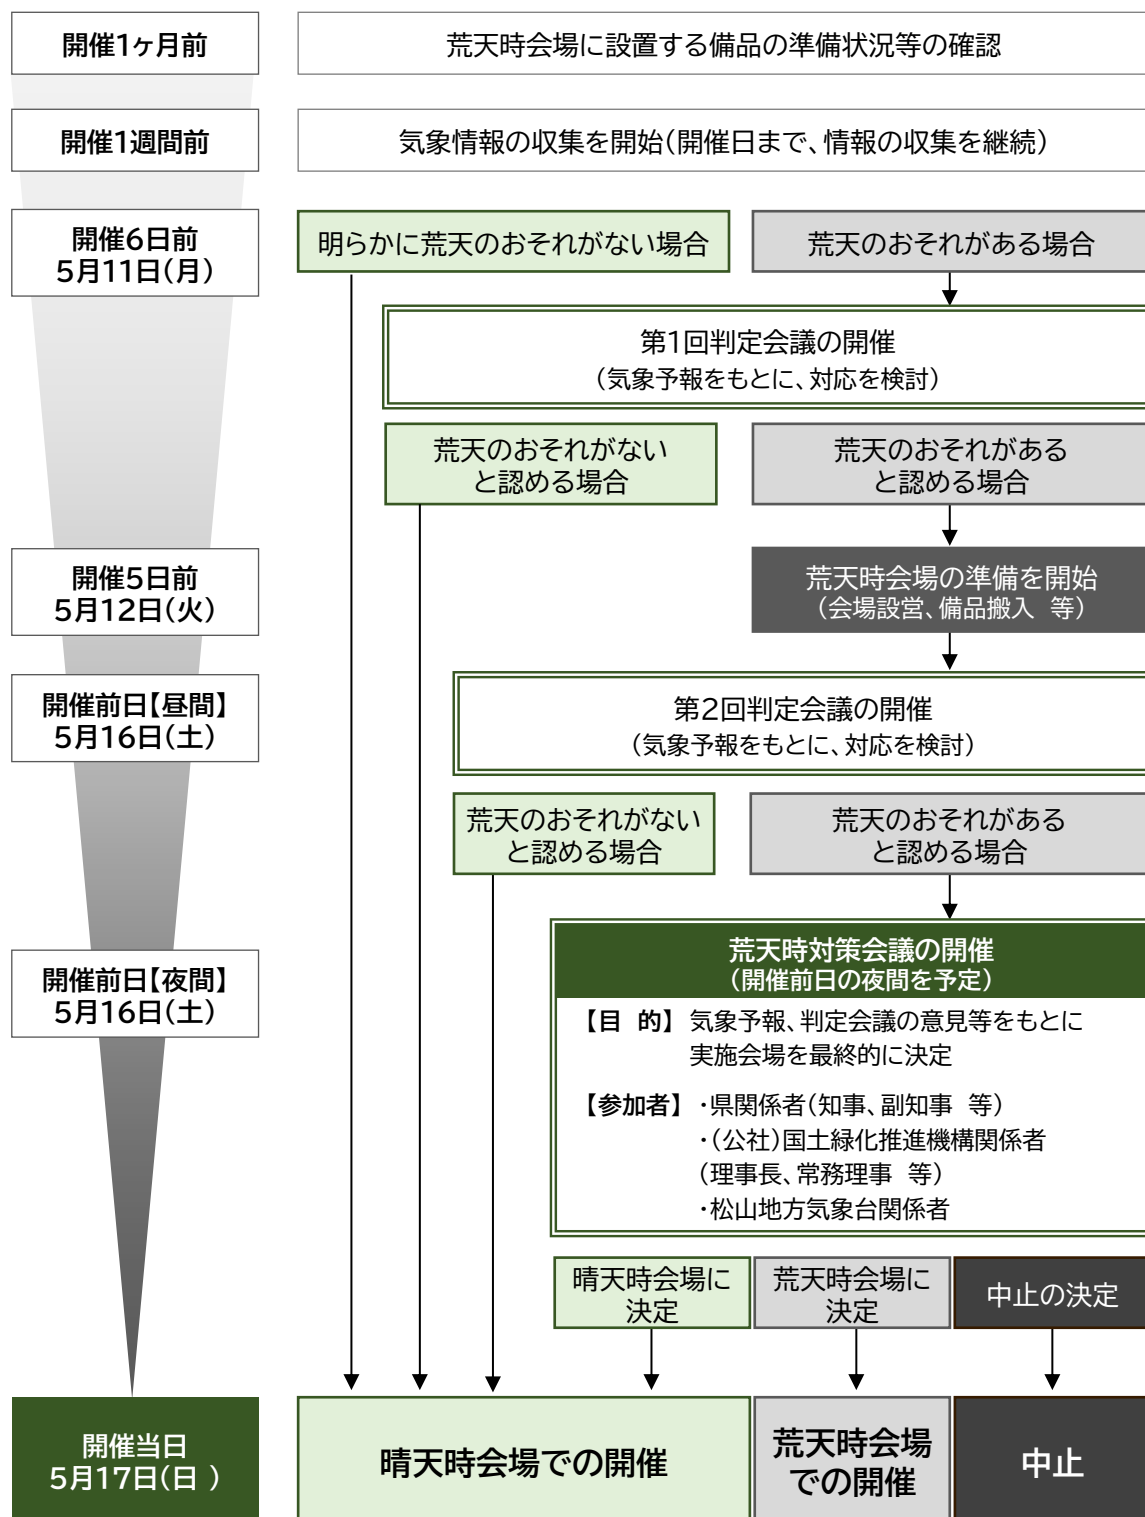 開催1ヶ月前
荒天時会場に設置する備品の準備状況等の確認
開催1週間前
気象情報の収集を開始(開催日まで、情報の収集を継続)
開催6日前
5月11日(月)
明らかに荒天のおそれがない場合
荒天のおそれがある場合
第1回判定会議の開催
(気象予報をもとに、対応を検討)
荒天のおそれがない
と認める場合
荒天のおそれがある
と認める場合
開催5日前
5月12日(火)
荒天時会場の準備を開始
(会場設営、備品搬入 等)
開催前日【昼間】
5月16日(土)
第2回判定会議の開催
(気象予報をもとに、対応を検討)
荒天のおそれがない
と認める場合
荒天のおそれがある
と認める場合
開催前日【夜間】
5月16日(土)
荒天時対策会議の開催
(開催前日の夜間を予定)
【目 的】 気象予報、判定会議の意見等をもとに
実施会場を最終的に決定
【参加者】 ・県関係者(知事、副知事 等)
・(公社)国土緑化推進機構関係者
(理事長、常務理事 等)
・松山地方気象台関係者
晴天時会場に
決定
荒天時会場に
決定
中止の決定
開催当日
5月17日(日 )
晴天時会場での開催
荒天時会場
での開催
中止